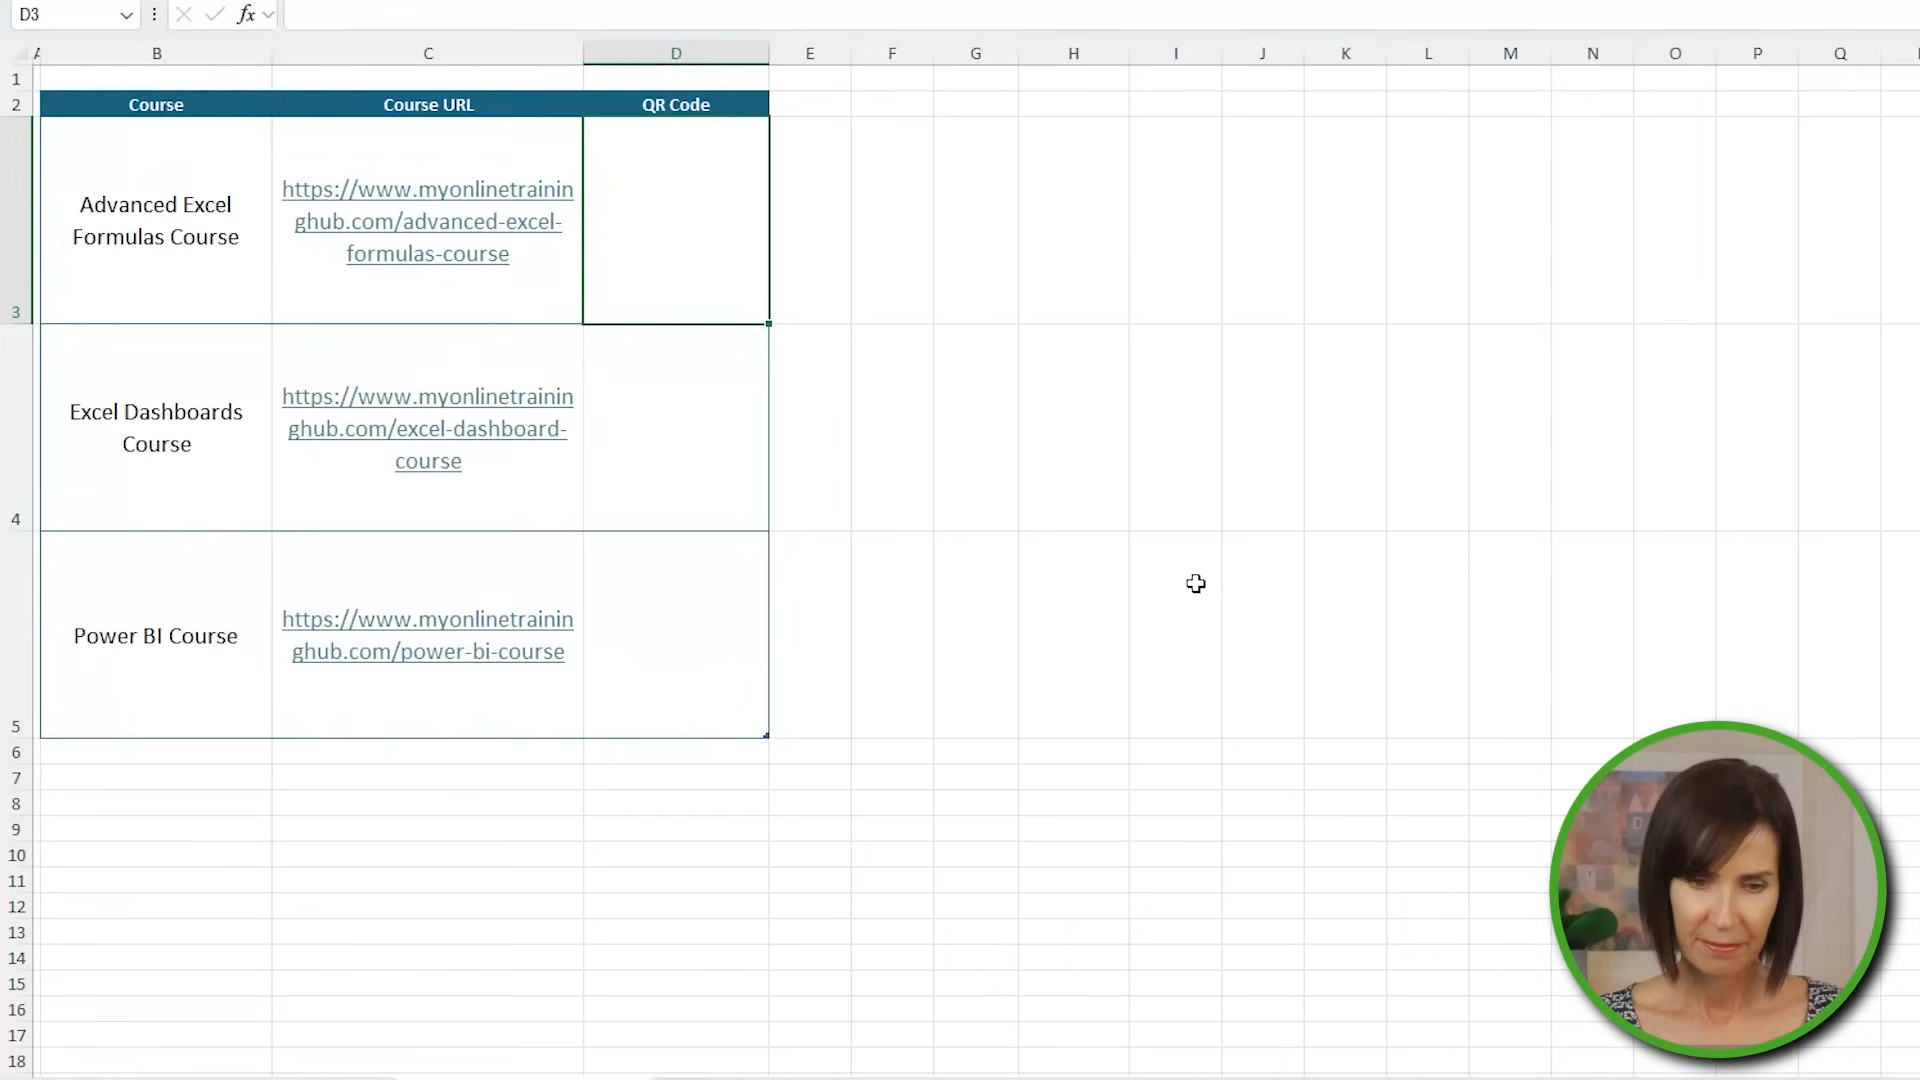 D3
fx
A B C D E F G H I J K L M N O P Q
1
2 Course Course URL QR Code
3
Advanced Excel
Formulas Course
https://www.myonlinetrainin
ghub.com/advanced-excel-
formulas-course
4
Excel Dashboards
Course
https://www.myonlinetrainin
ghub.com/excel-dashboard-
course
5
Power BI Course
https://www.myonlinetrainin
ghub.com/power-bi-course
6
7
8
9
10
11
12
13
14
15
16
17
18